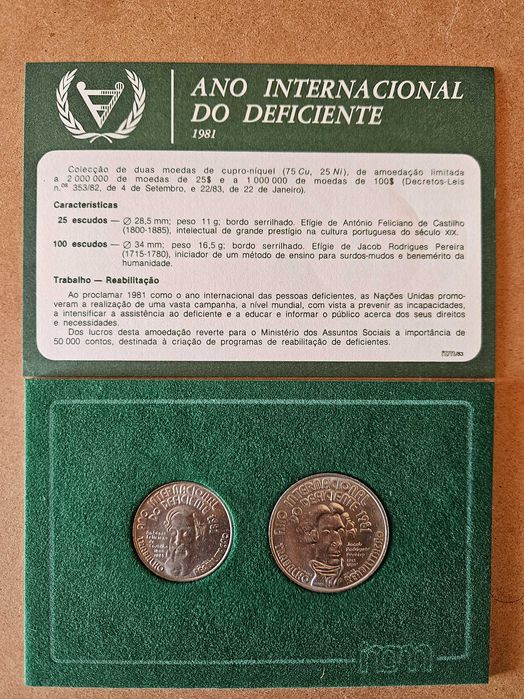 ANO INTERNACIONAL
DO DEFICIENTE
1981
Colecção de duas moedas de cupro-níquel (75 Cu, 25 Ni), de amoedação limitada
a 2 000 000 de moedas de 25$ e a 1 000 000 de moedas de 100$ (Decretos-Leis
n.ºs 353/82, de 4 de Setembro, e 22/83, de 22 de Janeiro).
Características
25 escudos — ∅ 28,5 mm; peso 11 g; bordo serrilhado. Efígie de António Feliciano de Castilho
(1800-1885), intelectual de grande prestígio na cultura portuguesa do século XIX.
100 escudos — ∅ 34 mm; peso 16,5 g; bordo serrilhado. Efígie de Jacob Rodrigues Pereira
(1715-1780), iniciador de um método de ensino para surdos-mudos e benemérito da
humanidade.
Trabalho — Reabilitação
Ao proclamar 1981 como o ano internacional das pessoas deficientes, as Nações Unidas promo-
veram a realização de uma vasta campanha, a nível mundial, com vista a prevenir as incapacidades,
a intensificar a assistência ao deficiente e a educar e informar o público acerca dos seus direitos
e necessidades.
Dos lucros desta amoedação reverte para o Ministério dos Assuntos Sociais a importância de
50 000 contos, destinada à criação de programas de reabilitação de deficientes.
incm/83
ANO INTERNACIONAL
DO DEFICIENTE 1981
TRABALHO REABILITAÇÃO
ANO INTERNACIONAL
DO DEFICIENTE 1981
Jacob
Rodrigues
Pereira
TRABALHO REABILITAÇÃO
incm